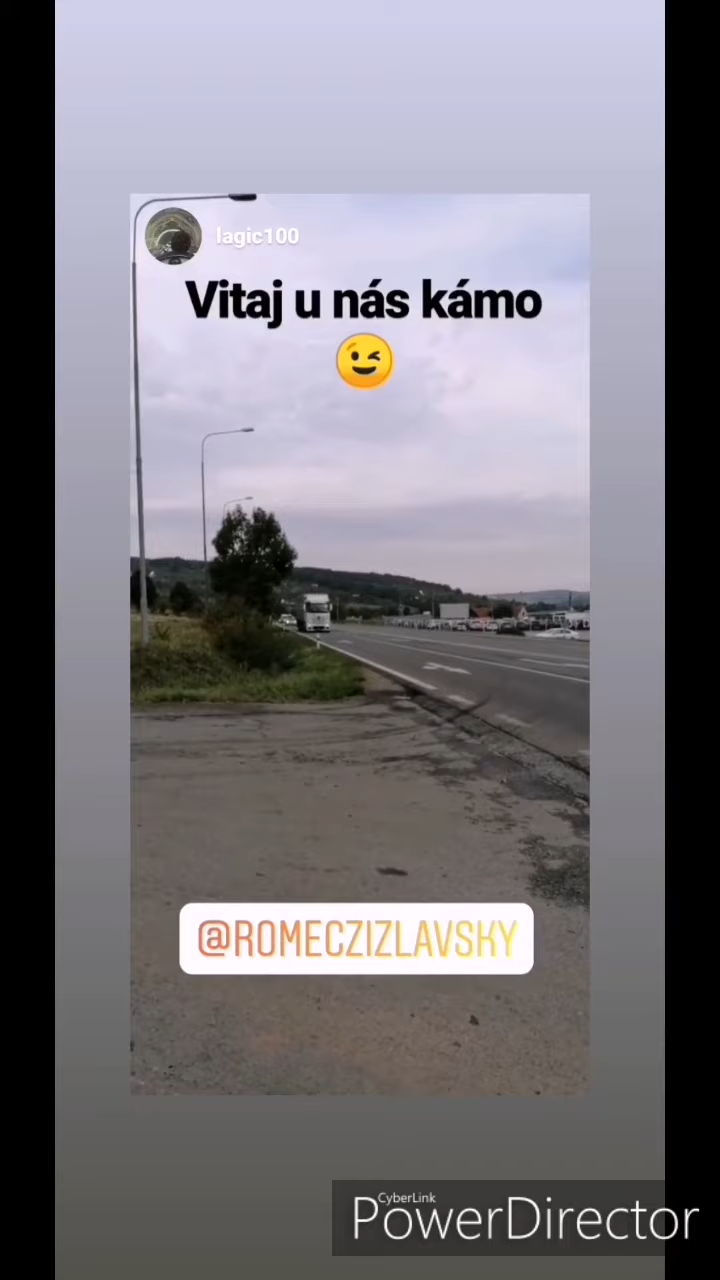 lagic100
Vitaj u nás kámo
😉
@ROMECZIZLAVSKY
CyberLink
PowerDirector